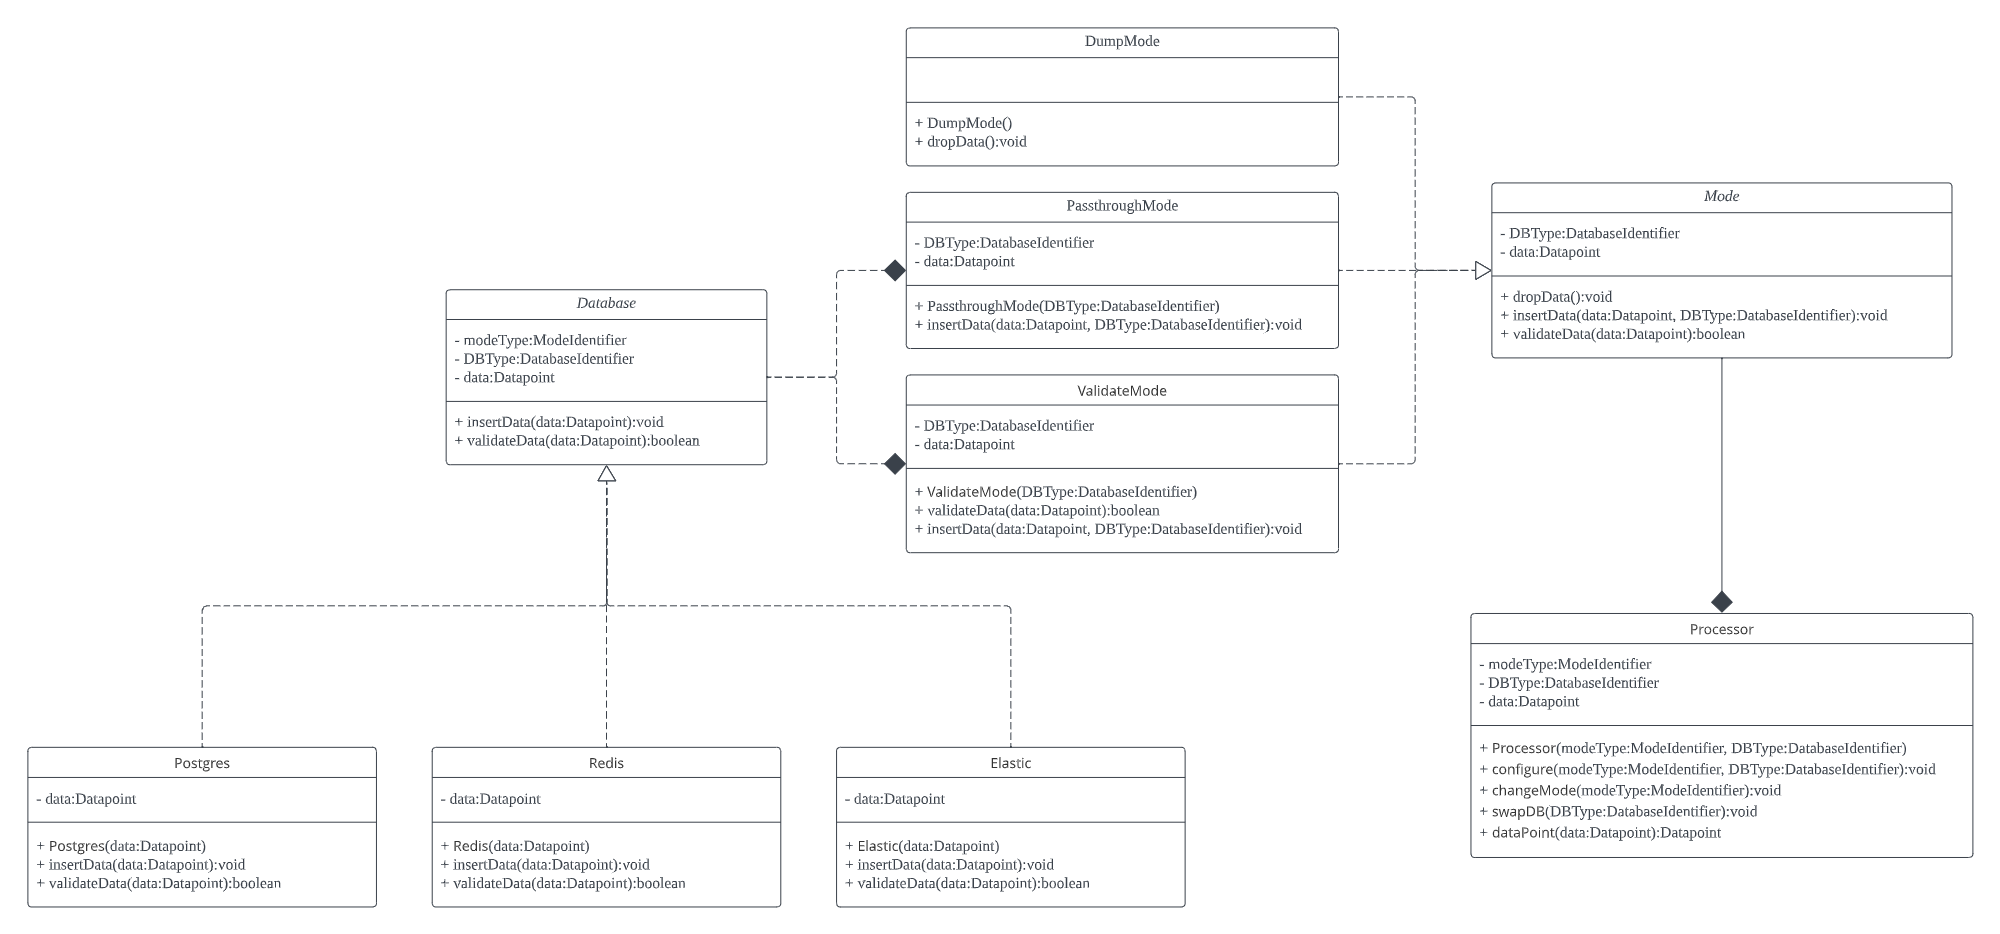 DumpMode
+ DumpMode()
+ dropData():void
PassthroughMode
- DBType:DatabaseIdentifier
- data:Datapoint
+ PassthroughMode(DBType:DatabaseIdentifier)
+ insertData(data:Datapoint, DBType:DatabaseIdentifier):void
Mode
- DBType:DatabaseIdentifier
- data:Datapoint
+ dropData():void
+ insertData(data:Datapoint, DBType:DatabaseIdentifier):void
+ validateData(data:Datapoint):boolean
Database
- modeType:ModeIdentifier
- DBType:DatabaseIdentifier
- data:Datapoint
+ insertData(data:Datapoint):void
+ validateData(data:Datapoint):boolean
ValidateMode
- DBType:DatabaseIdentifier
- data:Datapoint
+ ValidateMode(DBType:DatabaseIdentifier)
+ validateData(data:Datapoint):boolean
+ insertData(data:Datapoint, DBType:DatabaseIdentifier):void
Processor
- modeType:ModeIdentifier
- DBType:DatabaseIdentifier
- data:Datapoint
+ Processor(modeType:ModeIdentifier, DBType:DatabaseIdentifier)
+ configure(modeType:ModeIdentifier, DBType:DatabaseIdentifier):void
+ changeMode(modeType:ModeIdentifier):void
+ swapDB(DBType:DatabaseIdentifier):void
+ dataPoint(data:Datapoint):Datapoint
Postgres
- data:Datapoint
+ Postgres(data:Datapoint)
+ insertData(data:Datapoint):void
+ validateData(data:Datapoint):boolean
Redis
- data:Datapoint
+ Redis(data:Datapoint)
+ insertData(data:Datapoint):void
+ validateData(data:Datapoint):boolean
Elastic
- data:Datapoint
+ Elastic(data:Datapoint)
+ insertData(data:Datapoint):void
+ validateData(data:Datapoint):boolean